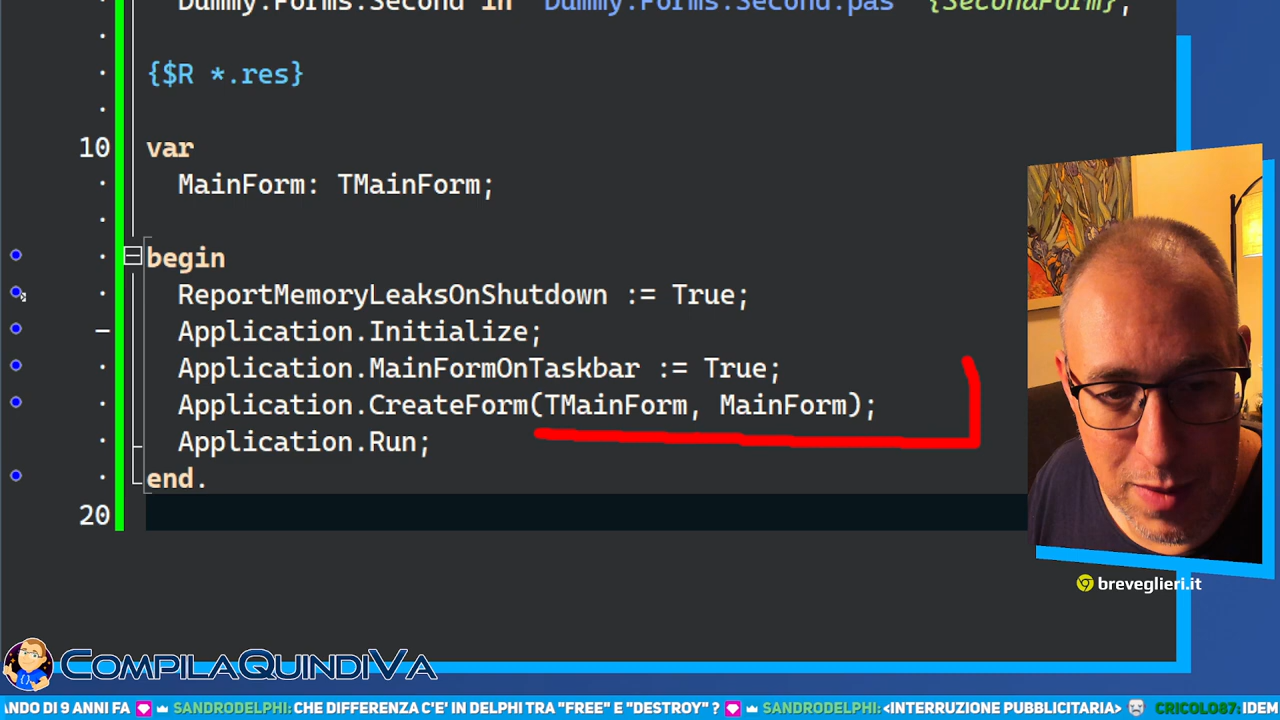 Dummy.Forms.Second in 'Dummy.Forms.Second.pas' {SecondForm};
{$R *.res}
10 var
MainForm: TMainForm;
begin
ReportMemoryLeaksOnShutdown := True;
Application.Initialize;
Application.MainFormOnTaskbar := True;
Application.CreateForm(TMainForm, MainForm);
Application.Run;
end.
20
breveglieri.it
COMPILAQUINDIVA
ANDO DI 9 ANNI FA SANDRODELPHI: CHE DIFFERENZA C'E' IN DELPHI TRA "FREE" E "DESTROY" ? SANDRODELPHI: <INTERRUZIONE PUBBLICITARIA> CRICOLO87: IDEM